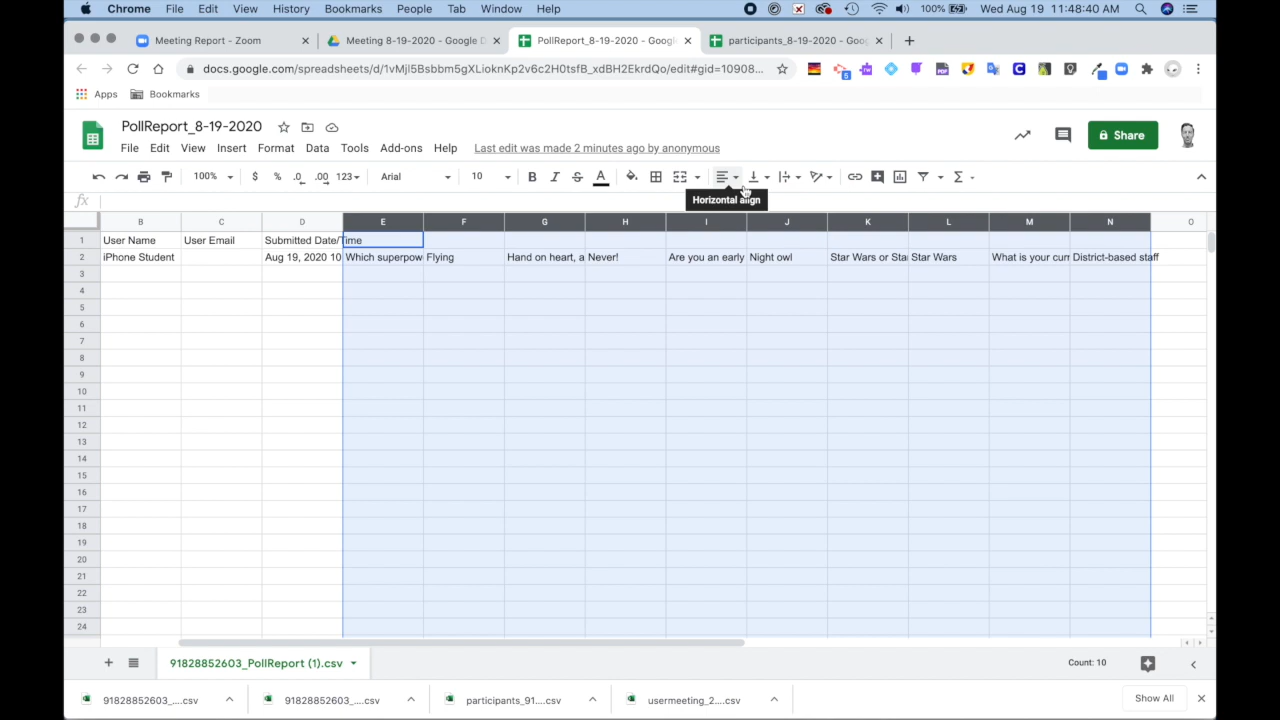 Chrome File Edit View History Bookmarks People Tab Window Help 100% Wed Aug 19 11:48:40 AM
Meeting Report - Zoom Meeting 8-19-2020 - Google D PollReport_8-19-2020 - Googl participants_8-19-2020 - Goog
docs.google.com/spreadsheets/d/1vMjl5Bsbbm5gXLioknKp2v6c2H0tsfB_xdBH2EkrdQo/edit#gid=10908...
Apps Bookmarks
PollReport_8-19-2020
Share
File Edit View Insert Format Data Tools Add-ons Help Last edit was made 2 minutes ago by anonymous
100% $ % .0 .00 123 Arial 10 B I S A
Horizontal align
fx
B C D E F G H I J K L M N O
1 User Name User Email Submitted Date/Time
2 iPhone Student Aug 19, 2020 10 Which superpow Flying Hand on heart, a Never! Are you an early Night owl Star Wars or Sta Star Wars What is your curr District-based staff
3
4
5
6
7
8
9
10
11
12
13
14
15
16
17
18
19
20
21
22
23
24
91828852603_PollReport (1).csv Count: 10
91828852603_....csv 91828852603_....csv participants_91....csv usermeeting_2....csv Show All